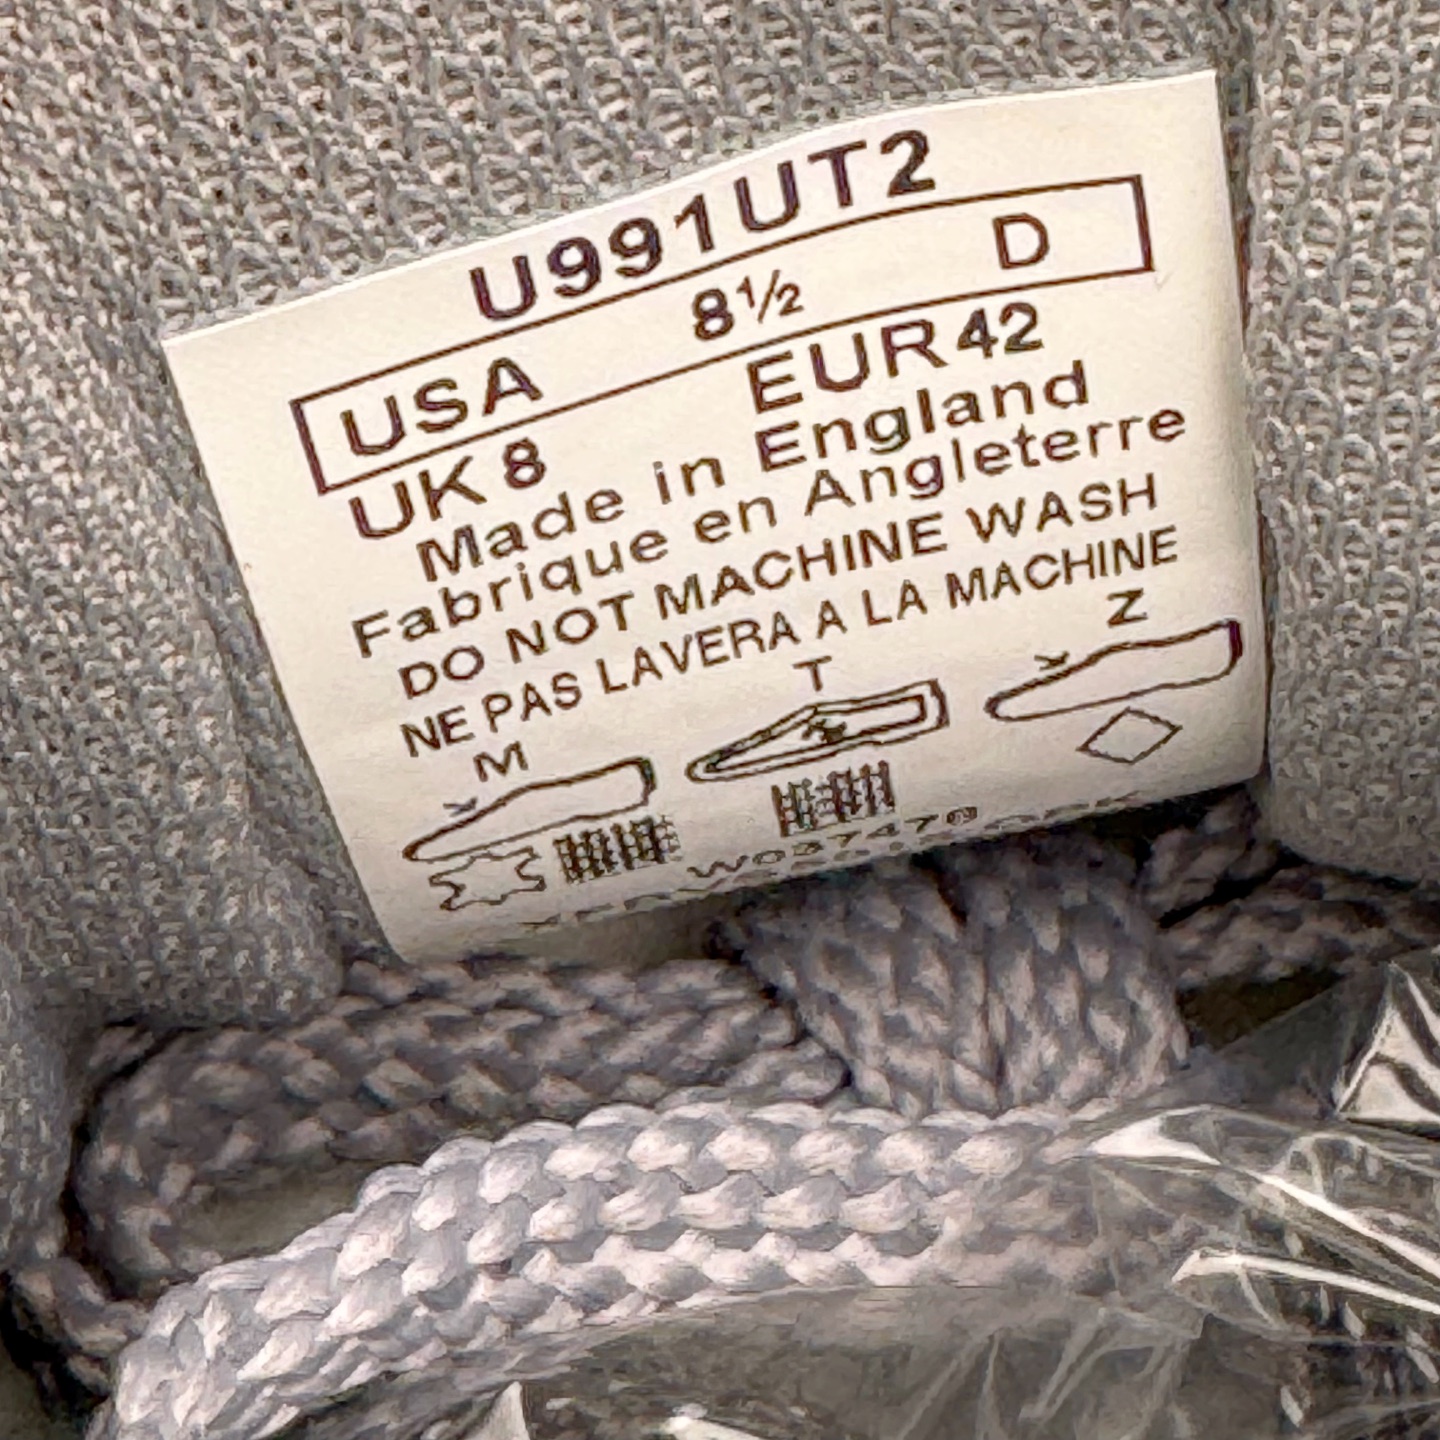 U991UT2
USA 8½ D
UK 8 EUR 42
Made in England
Fabrique en Angleterre
DO NOT MACHINE WASH
NE PAS LAVERA A LA MACHINE
M T Z